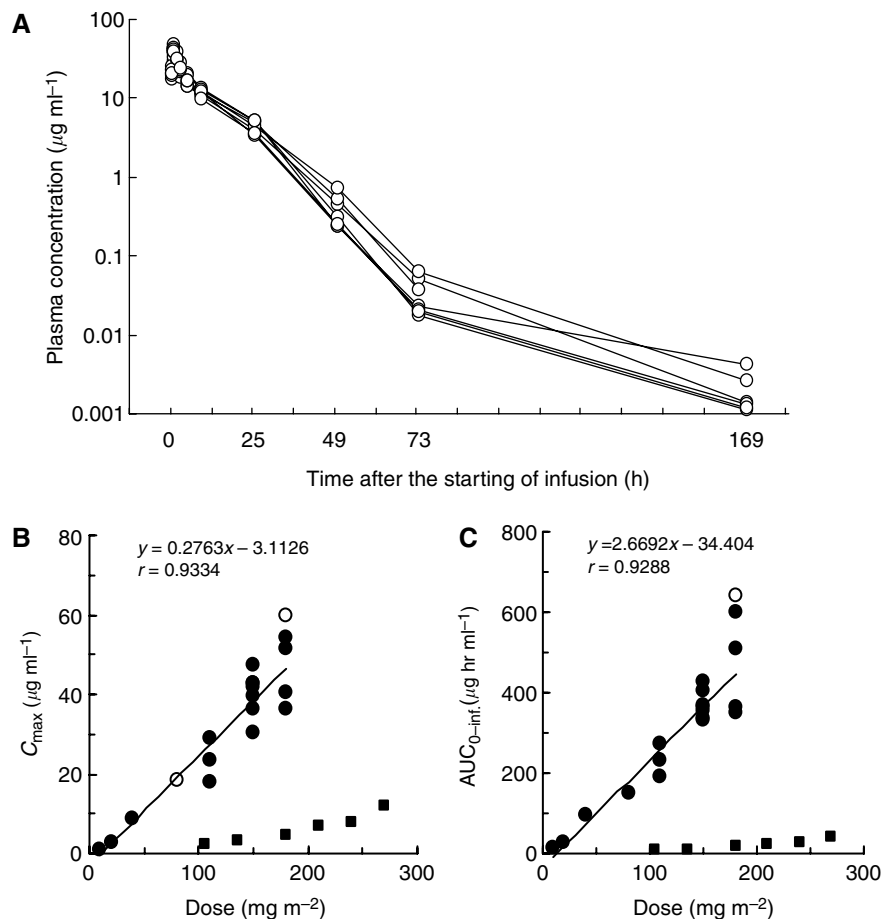 A
100
10
1
0.1
0.01
0.001
Plasma concentration (μg ml⁻¹)
0 25 49 73 169
Time after the starting of infusion (h)
B
80
60
40
20
0
C_max (μg ml⁻¹)
y = 0.2763x – 3.1126
r = 0.9334
0 100 200 300
Dose (mg m⁻²)
C
800
600
400
200
0
AUC_0–inf. (μg hr ml⁻¹)
y =2.6692x – 34.404
r = 0.9288
0 100 200 300
Dose (mg m⁻²)